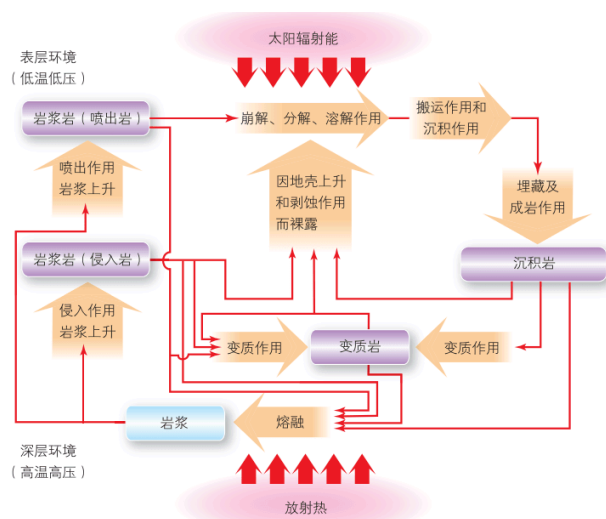 太阳辐射能
表层环境
（低温低压）
岩浆岩（喷出岩）
崩解、分解、溶解作用
搬运作用和
沉积作用
喷出作用
岩浆上升
因地壳上升
和剥蚀作用
而裸露
埋藏及
成岩作用
岩浆岩（侵入岩）
沉积岩
侵入作用
岩浆上升
变质作用
变质岩
变质作用
岩浆
熔融
深层环境
（高温高压）
放射热